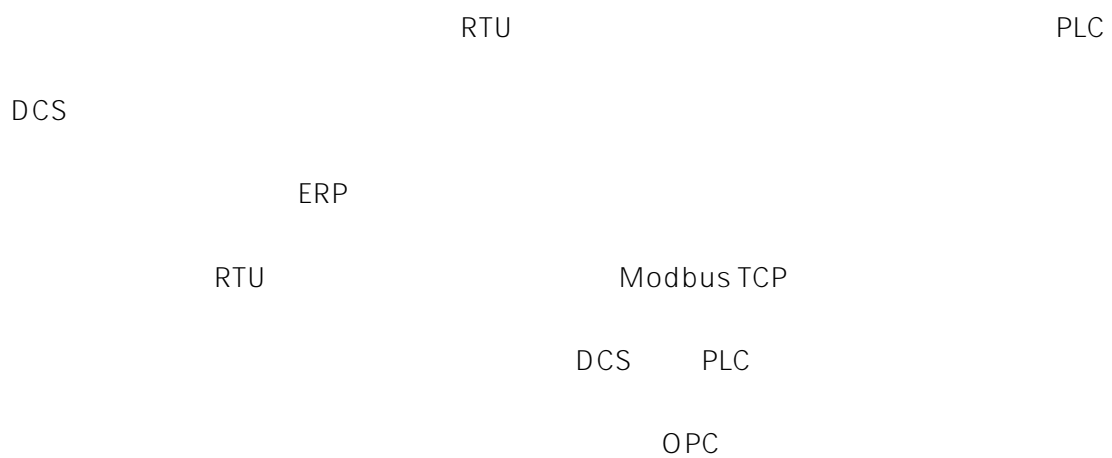 RTU PLC
DCS
ERP
RTU Modbus TCP
DCS PLC
OPC